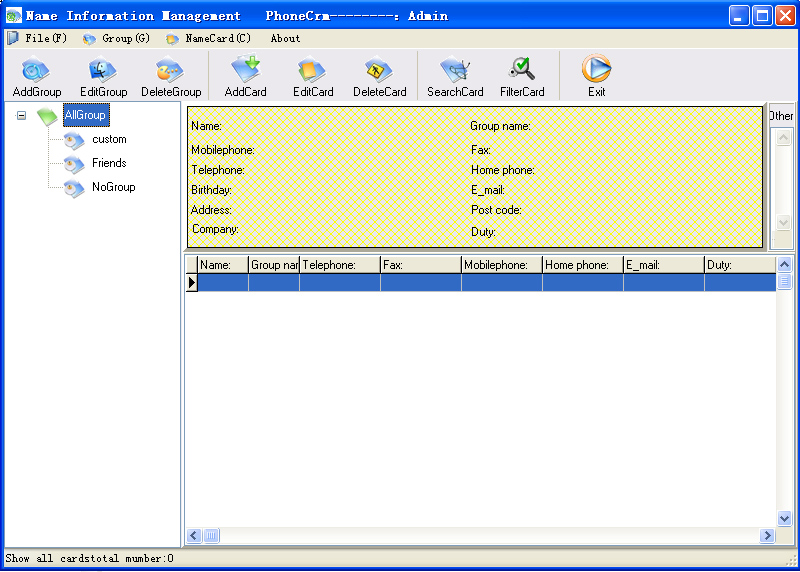 Name Information Management PhoneCrm--------: Admin
File(F) Group(G) NameCard(C) About
AddGroup EditGroup DeleteGroup AddCard EditCard DeleteCard SearchCard FilterCard Exit
AllGroup
custom
Friends
NoGroup
Name: Group name:
Mobilephone: Fax:
Telephone: Home phone:
Birthday: E_mail:
Address: Post code:
Company: Duty:
Other
Name: Group nar Telephone: Fax: Mobilephone: Home phone: E_mail: Duty:
Show all cardstotal mumber:0